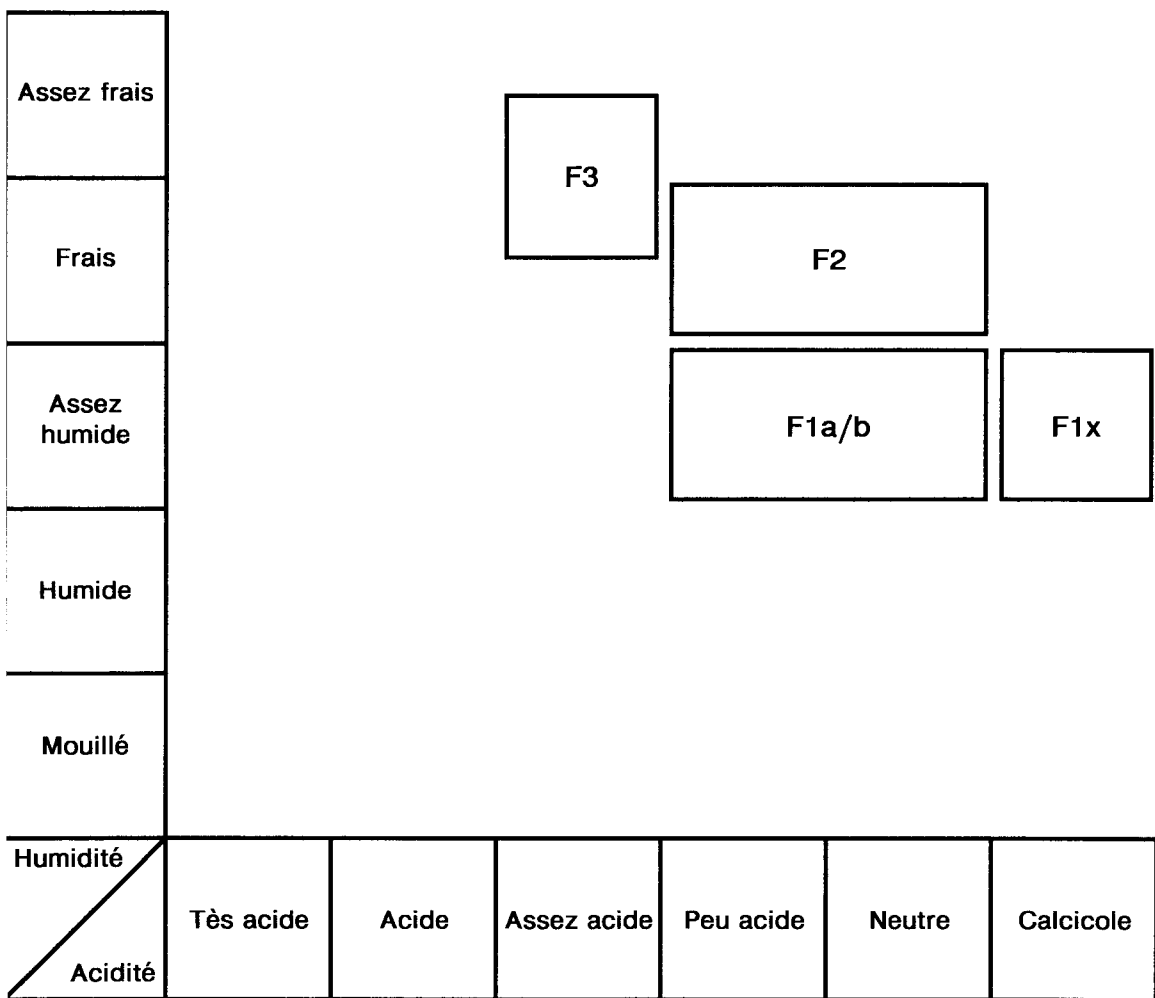 Assez frais
F3
Frais
F2
Assez
humide
F1a/b
F1x
Humide
Mouillé
Humidité
Acidité
Tès acide
Acide
Assez acide
Peu acide
Neutre
Calcicole